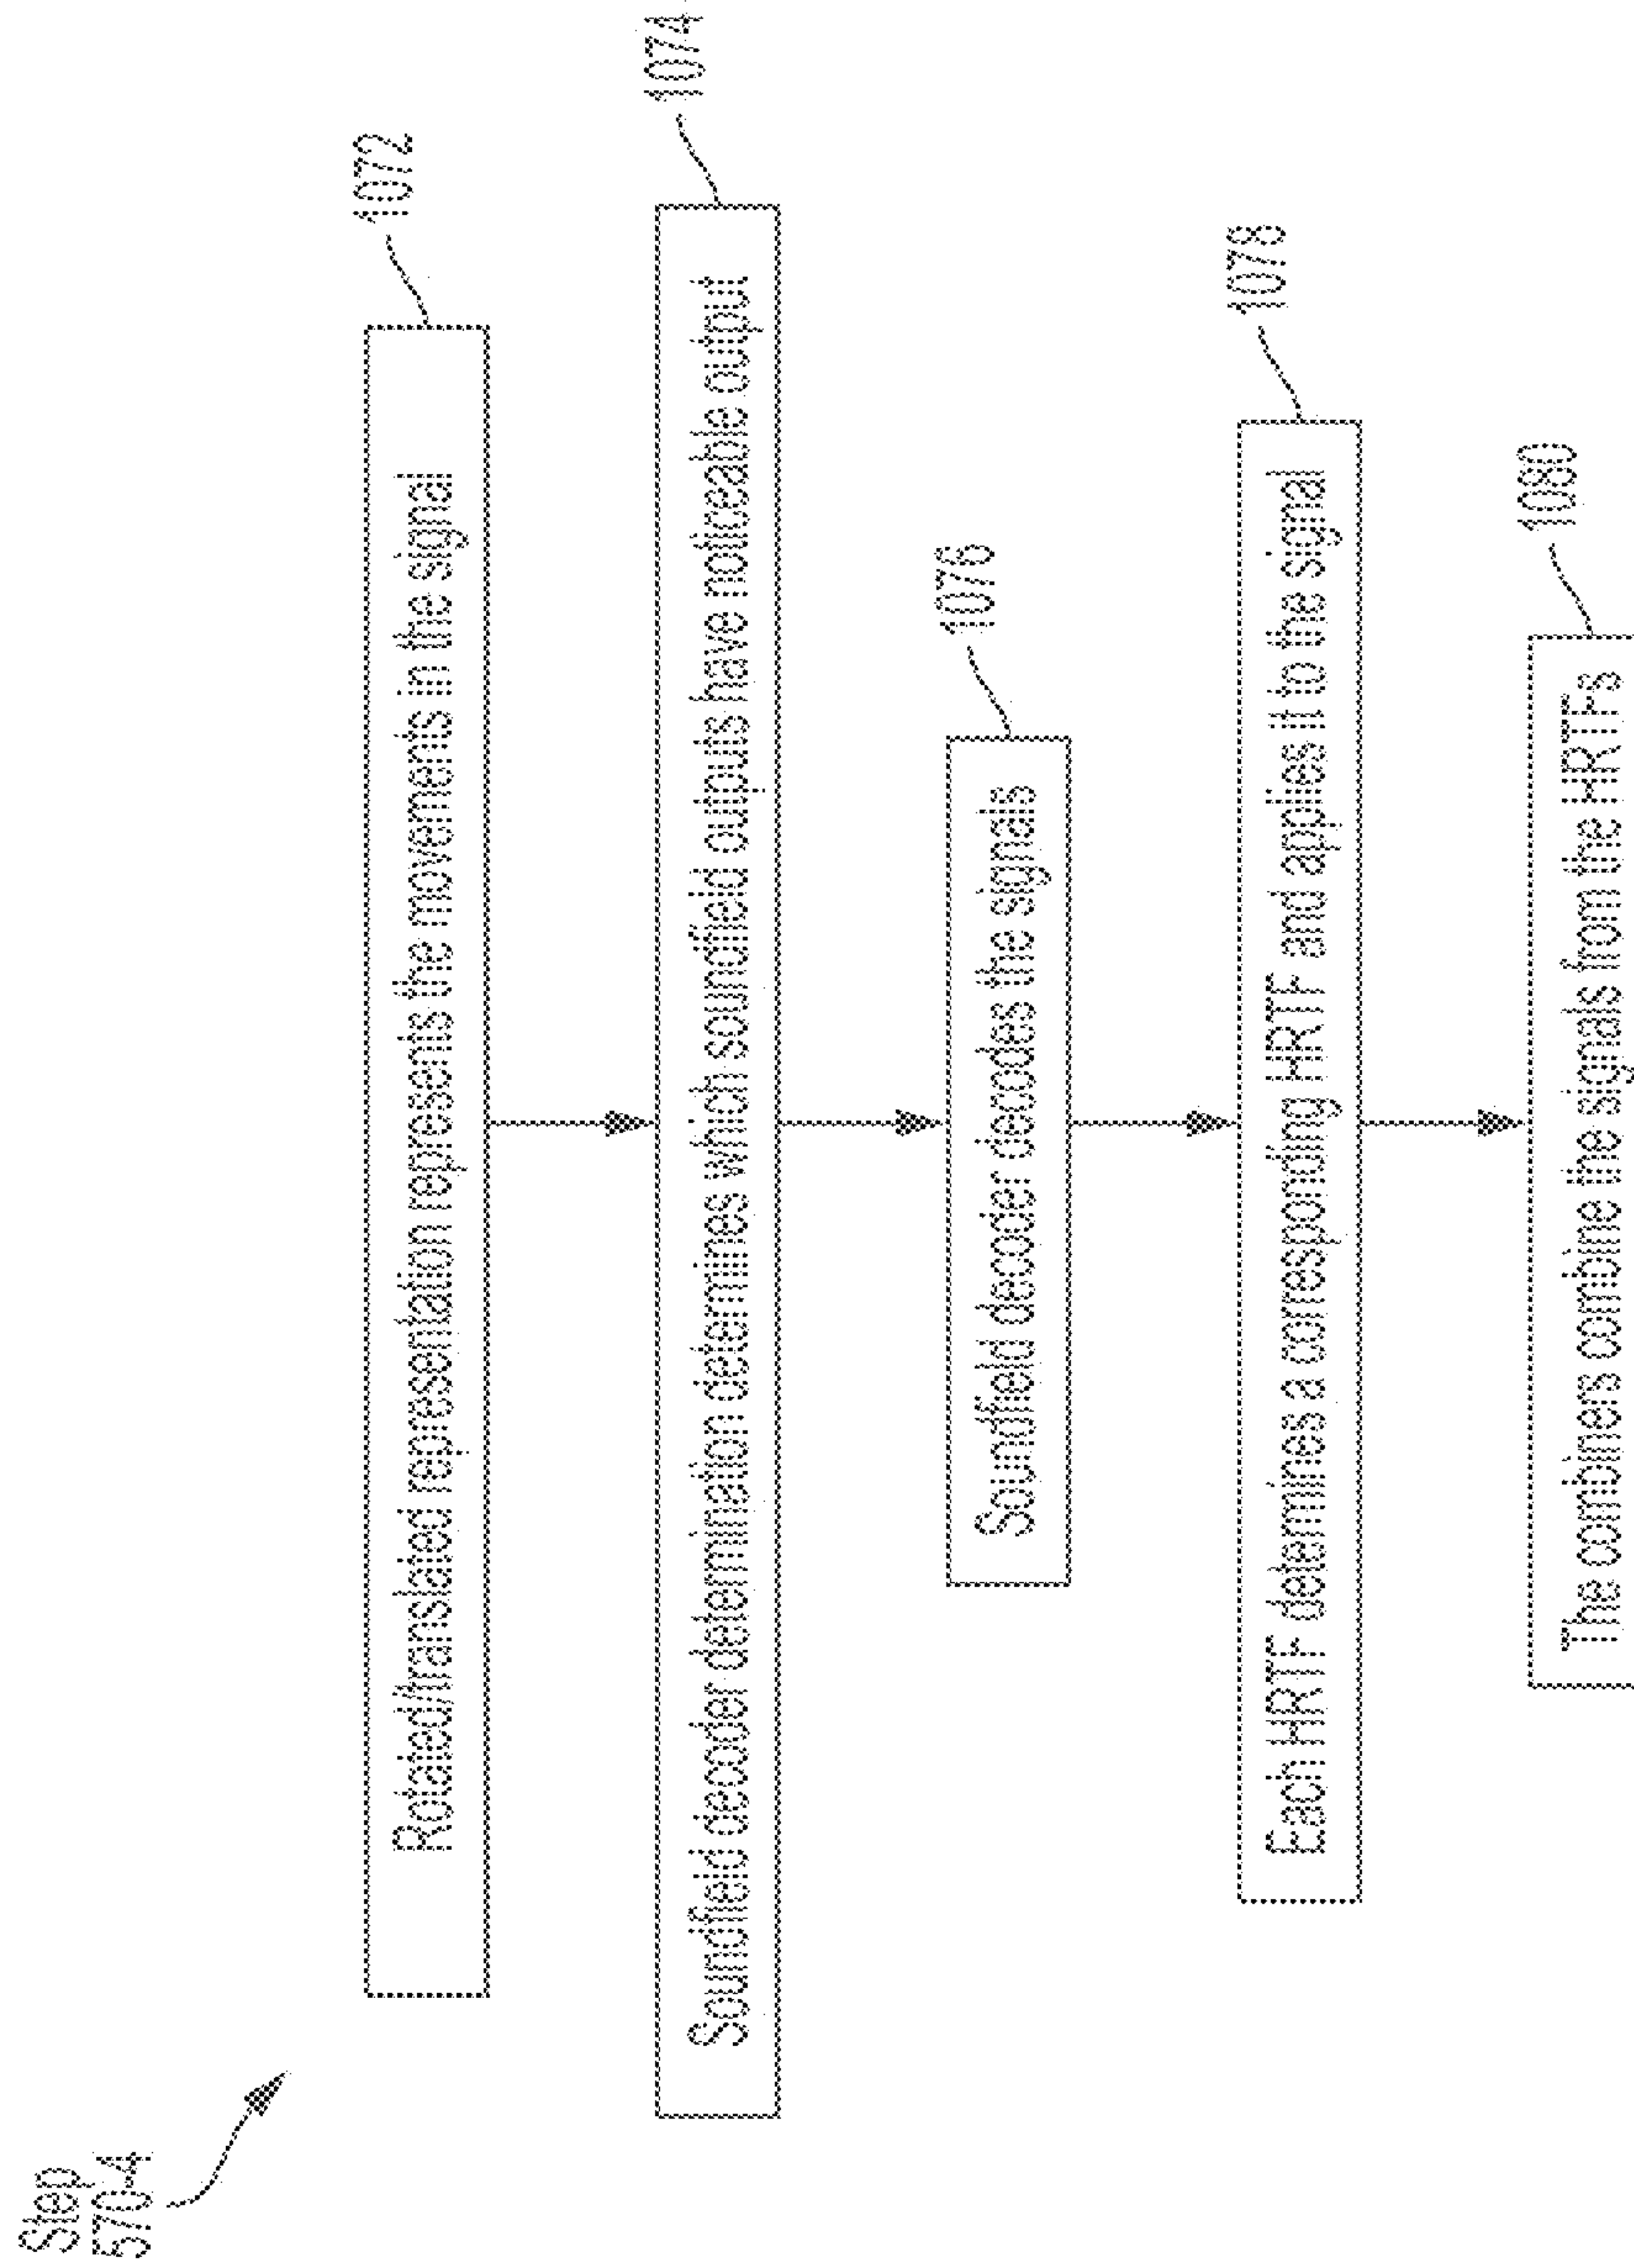 Step
570-4
Rotated/translated representation represents the movements in the signal
1072
Soundfield decoder determination determines which soundfield outputs have noticeable output
1074
Soundfield decoder decodes the signals
1076
Each HRTF determines a corresponding HRTF and applies it to the signal
1078
The combiners combine the signals from the HRTFs
1080